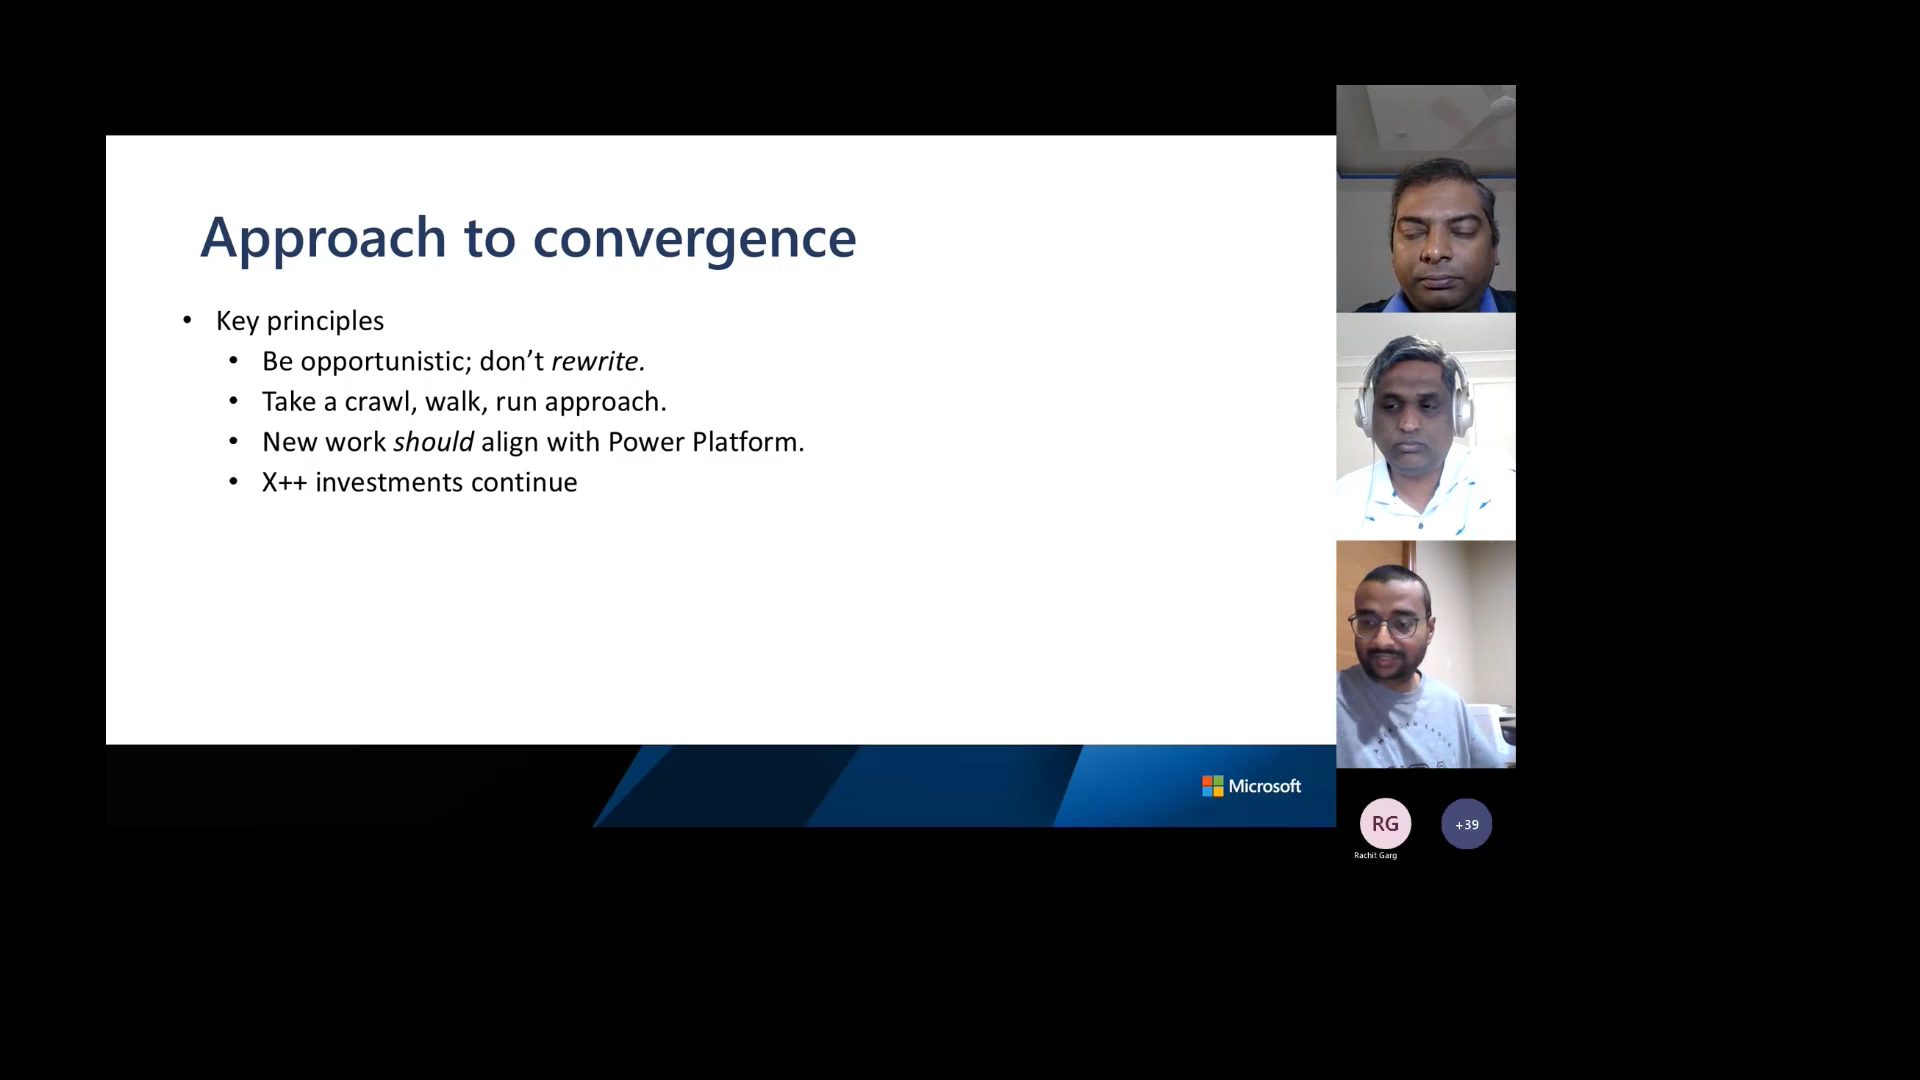 Approach to convergence
• Key principles
• Be opportunistic; don’t rewrite.
• Take a crawl, walk, run approach.
• New work should align with Power Platform.
• X++ investments continue
Microsoft
RG
+39
Rachit Garg